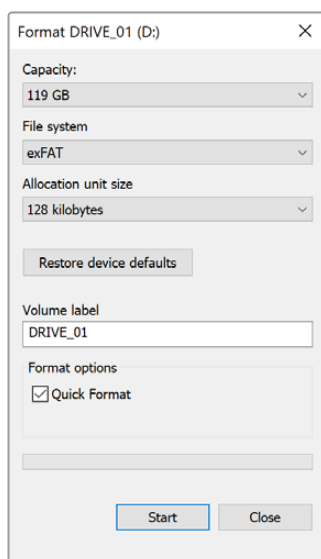 Format DRIVE_01 (D:)
Capacity:
119 GB
File system
exFAT
Allocation unit size
128 kilobytes
Restore device defaults
Volume label
DRIVE_01
Format options
Quick Format
Start
Close